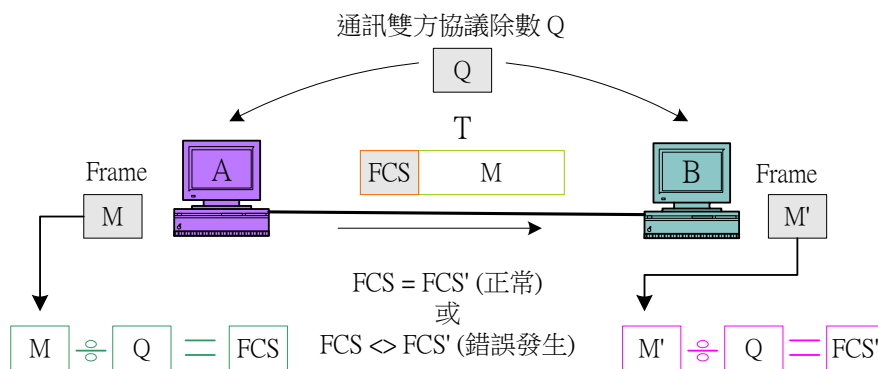 通訊雙方協議除數 Q
Q
T
Frame
A
FCS M
B
Frame
M
M'
FCS = FCS' (正常)
或
FCS <> FCS' (錯誤發生)
M ÷ Q = FCS
M' ÷ Q = FCS'